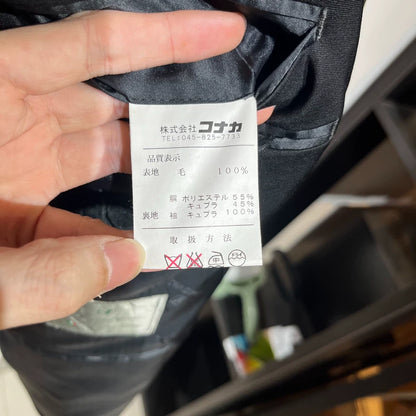 株式会社 コナカ
TEL:045-825-7733
品質表示
表地 毛 100%
胴 ポリエステル 55%
キュプラ 45%
裏地 袖 キュプラ 100%
取扱方法